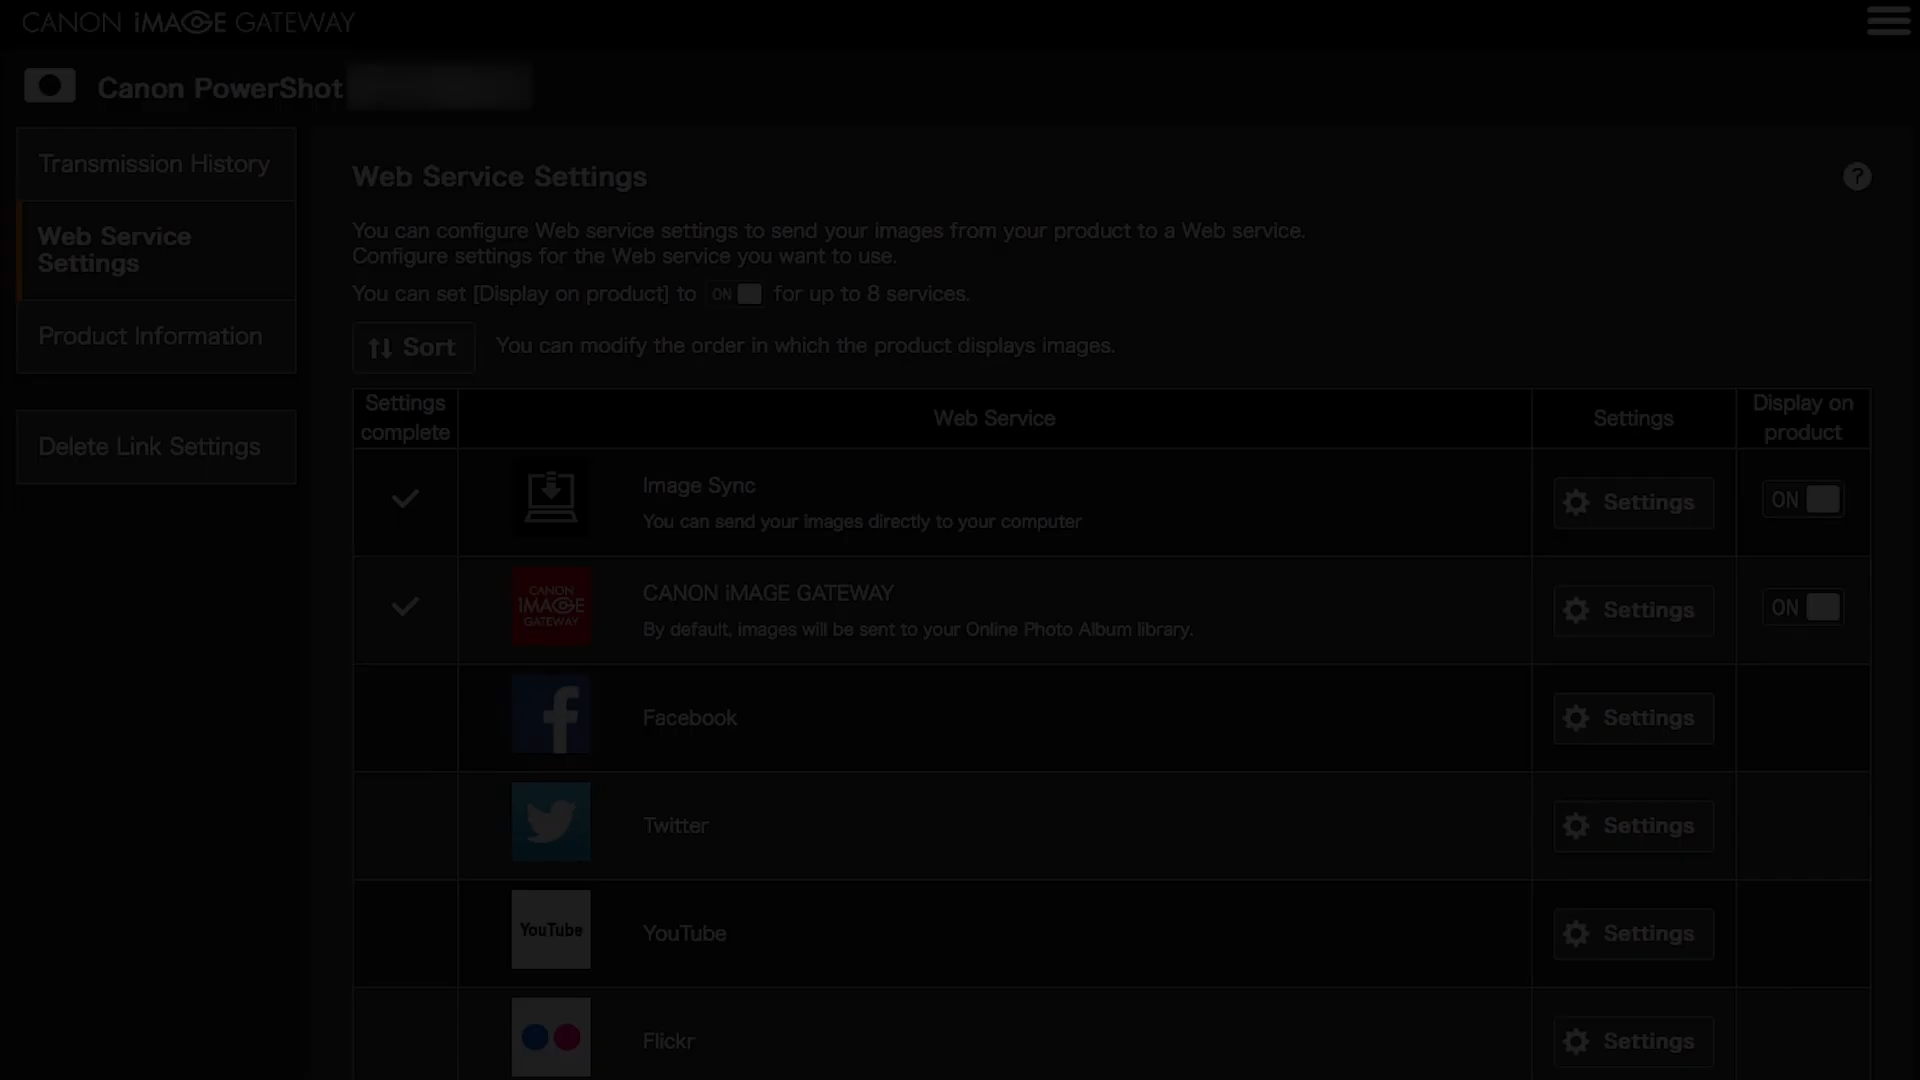 CANON iMAGE GATEWAY
Canon PowerShot
Transmission History
Web Service
Settings
Product Information
Delete Link Settings
Web Service Settings
?
You can configure Web service settings to send your images from your product to a Web service.
Configure settings for the Web service you want to use.
You can set [Display on product] to ON for up to 8 services.
Sort
You can modify the order in which the product displays images.
Settings
complete
Web Service
Settings
Display on
product
Image Sync
You can send your images directly to your computer
Settings
ON
CANON
iMAGE
GATEWAY
CANON iMAGE GATEWAY
By default, images will be sent to your Online Photo Album library.
Settings
ON
f
Facebook
Settings
Twitter
Settings
YouTube
YouTube
Settings
Flickr
Settings